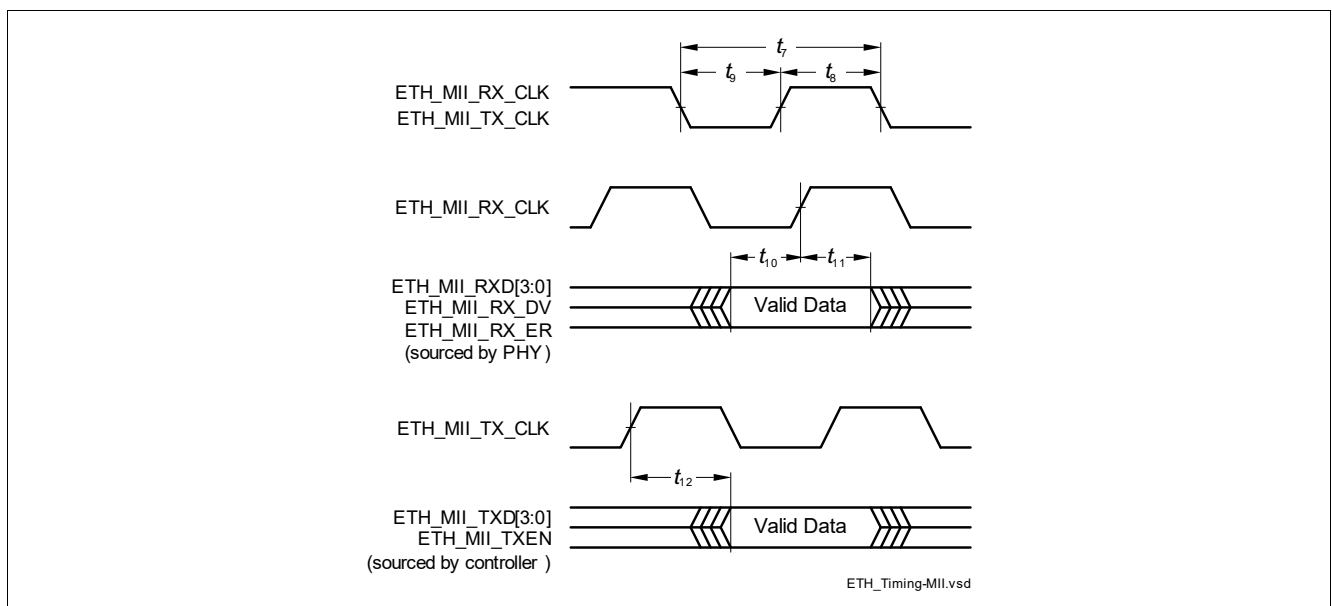 t7
t9 t8
ETH_MII_RX_CLK
ETH_MII_TX_CLK
ETH_MII_RX_CLK
t10 t11
ETH_MII_RXD[3:0]
ETH_MII_RX_DV
Valid Data
ETH_MII_RX_ER
(sourced by PHY )
ETH_MII_TX_CLK
t12
ETH_MII_TXD[3:0]
Valid Data
ETH_MII_TXEN
(sourced by controller )
ETH_Timing-MII.vsd